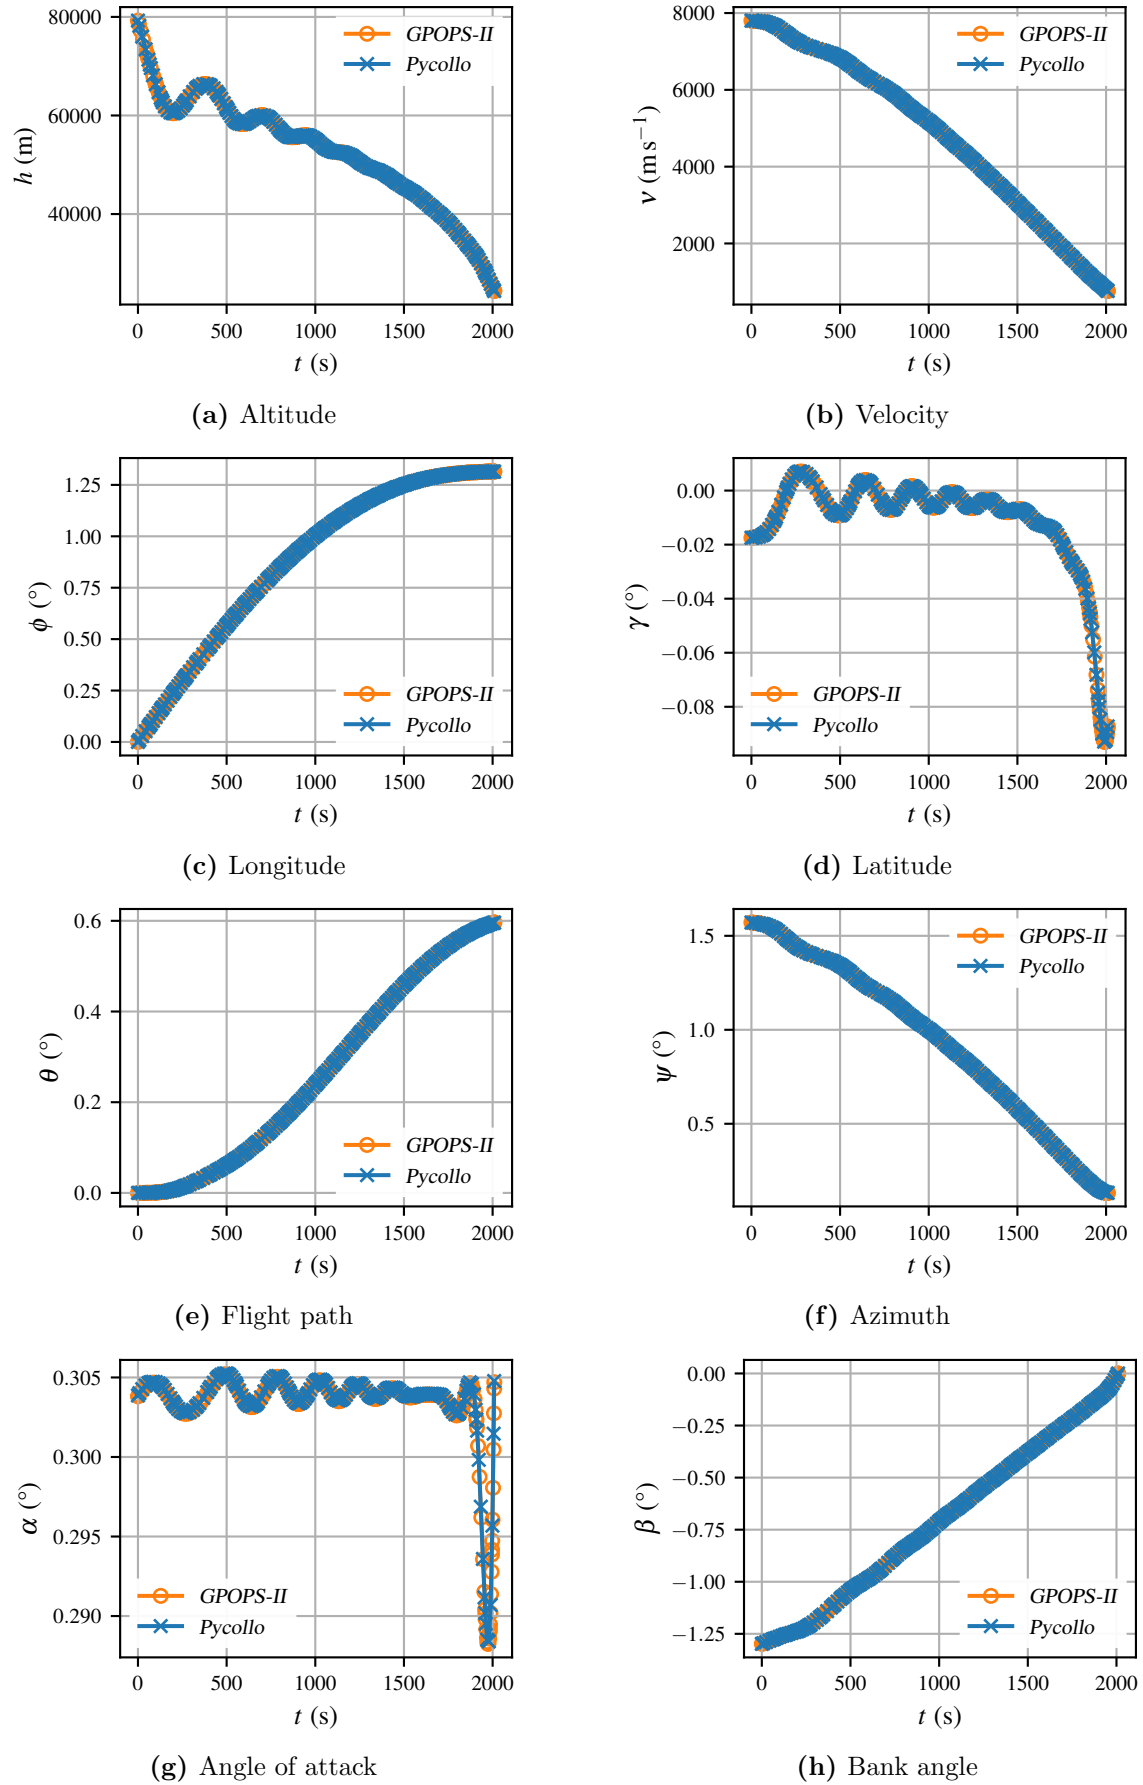 80000
60000
40000
h (m)
GPOPS-II
Pycollo
0 500 1000 1500 2000
t (s)
(a) Altitude
8000
6000
4000
2000
ν (m s⁻¹)
GPOPS-II
Pycollo
0 500 1000 1500 2000
t (s)
(b) Velocity
1.25
1.00
0.75
0.50
0.25
0.00
ϕ (°)
GPOPS-II
Pycollo
0 500 1000 1500 2000
t (s)
(c) Longitude
0.00
−0.02
−0.04
−0.06
−0.08
γ (°)
GPOPS-II
Pycollo
0 500 1000 1500 2000
t (s)
(d) Latitude
0.6
0.4
0.2
0.0
θ (°)
GPOPS-II
Pycollo
0 500 1000 1500 2000
t (s)
(e) Flight path
1.5
1.0
0.5
ψ (°)
GPOPS-II
Pycollo
0 500 1000 1500 2000
t (s)
(f) Azimuth
0.305
0.300
0.295
0.290
α (°)
GPOPS-II
Pycollo
0 500 1000 1500 2000
t (s)
(g) Angle of attack
0.00
−0.25
−0.50
−0.75
−1.00
−1.25
β (°)
GPOPS-II
Pycollo
0 500 1000 1500 2000
t (s)
(h) Bank angle